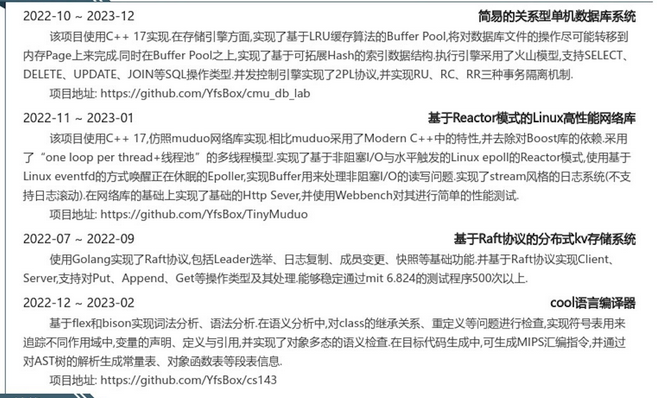 2022-10 ~ 2023-12 简易的关系型单机数据库系统
该项目使用C++ 17实现.在存储引擎方面,实现了基于LRU缓存算法的Buffer Pool,将对数据库文件的操作尽可能转移到
内存Page上来完成.同时在Buffer Pool之上,实现了基于可拓展Hash的索引数据结构.执行引擎采用了火山模型,支持SELECT、
DELETE、UPDATE、JOIN等SQL操作类型.并发控制引擎实现了2PL协议,并实现RU、RC、RR三种事务隔离机制.
项目地址: https://github.com/YfsBox/cmu_db_lab
2022-11 ~ 2023-01 基于Reactor模式的Linux高性能网络库
该项目使用C++ 17,仿照muduo网络库实现.相比muduo采用了Modern C++中的特性,并去除对Boost库的依赖.采用
了“one loop per thread+线程池”的多线程模型.实现了基于非阻塞I/O与水平触发的Linux epoll的Reactor模式,使用基于
Linux eventfd的方式唤醒正在休眠的Epoller,实现Buffer用来处理非阻塞I/O的读写问题.实现了stream风格的日志系统(不支
持日志滚动).在网络库的基础上实现了基础的Http Sever,并使用Webbench对其进行简单的性能测试.
项目地址: https://github.com/YfsBox/TinyMuduo
2022-07 ~ 2022-09 基于Raft协议的分布式kv存储系统
使用Golang实现了Raft协议,包括Leader选举、日志复制、成员变更、快照等基础功能.并基于Raft协议实现Client、
Server,支持对Put、Append、Get等操作类型及其处理.能够稳定通过mit 6.824的测试程序500次以上.
2022-12 ~ 2023-02 cool语言编译器
基于flex和bison实现词法分析、语法分析.在语义分析中,对class的继承关系、重定义等问题进行检查,实现符号表用来
追踪不同作用域中,变量的声明、定义与引用,并实现了对象多态的语义检查.在目标代码生成中,可生成MIPS汇编指令,并通过
对AST树的解析生成常量表、对象函数表等段表信息.
项目地址: https://github.com/YfsBox/cs143